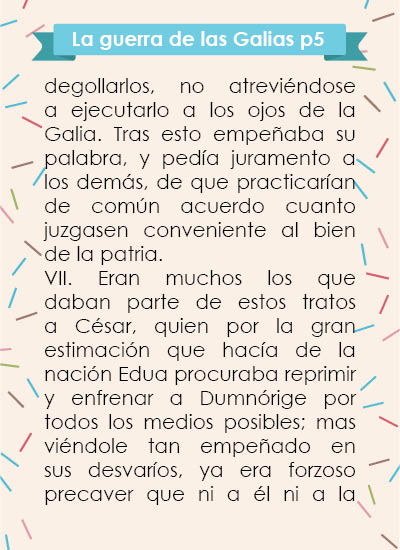 La guerra de las Galias p5
degollarlos, no atreviéndose
a ejecutarlo a los ojos de la
Galia. Tras esto empeñaba su
palabra, y pedía juramento a
los demás, de que practicarían
de común acuerdo cuanto
juzgasen conveniente al bien
de la patria.
VII. Eran muchos los que
daban parte de estos tratos
a César, quien por la gran
estimación que hacía de la
nación Edua procuraba reprimir
y enfrenar a Dumnórige por
todos los medios posibles; mas
viéndole tan empeñado en
sus desvaríos, ya era forzoso
precaver que ni a él ni a la